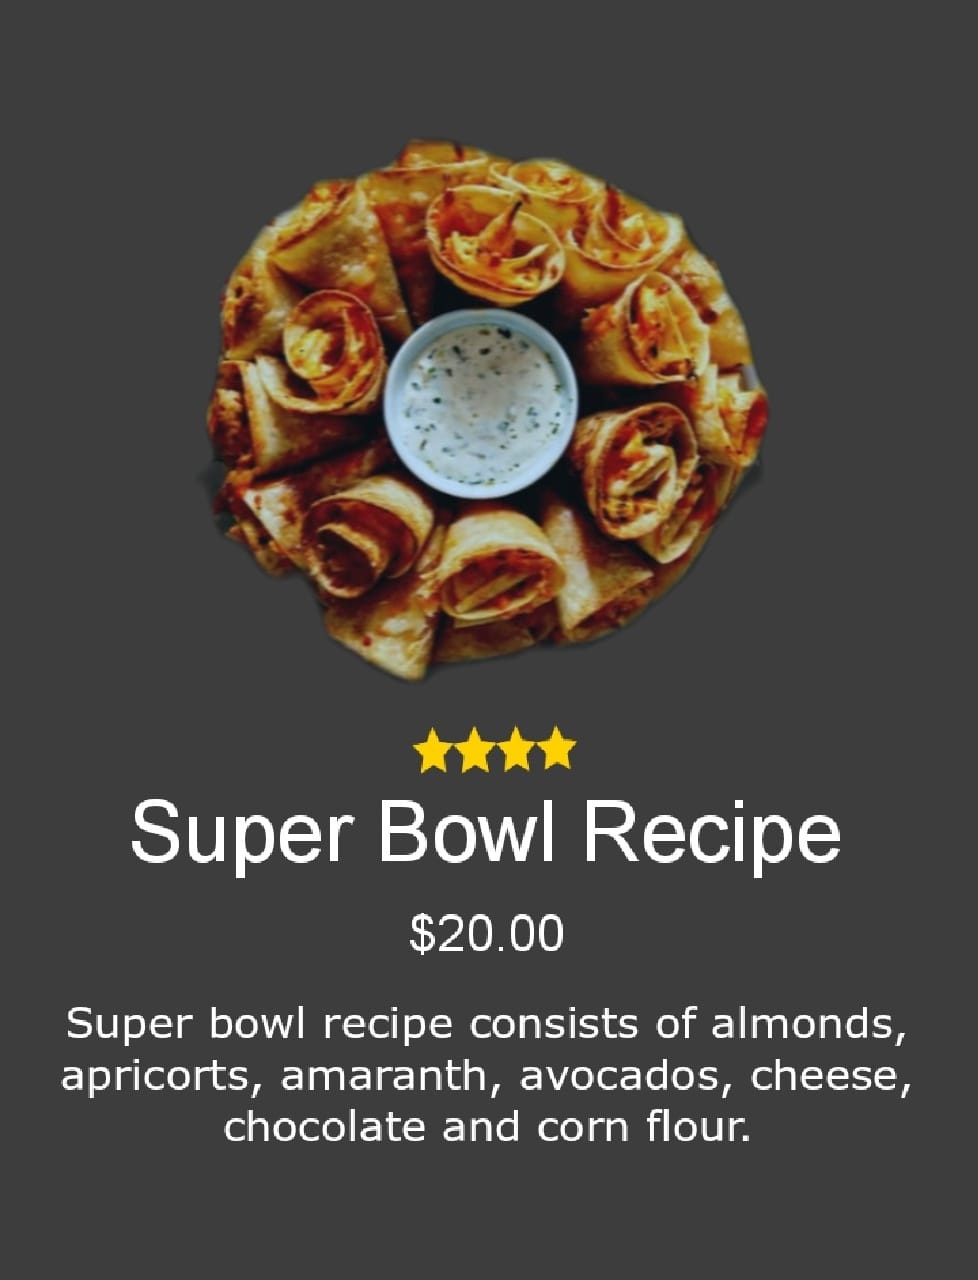 Super Bowl Recipe
$20.00
Super bowl recipe consists of almonds,
apricorts, amaranth, avocados, cheese,
chocolate and corn flour.